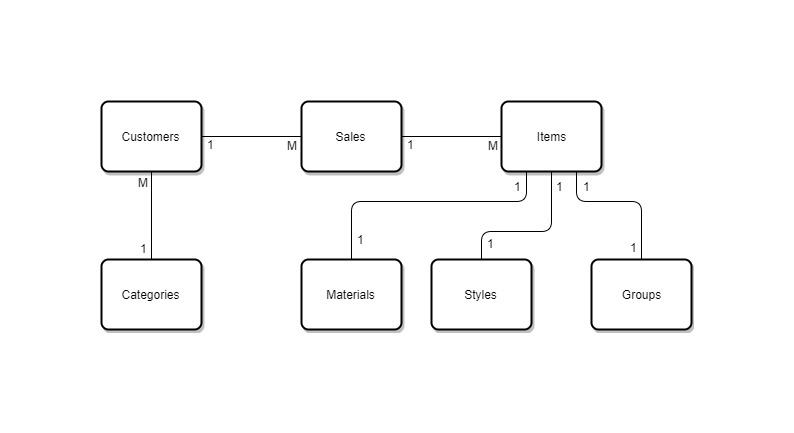 Customers
Sales
Items
1
M
1
M
M
1
1
1
1
1
1
1
Categories
Materials
Styles
Groups